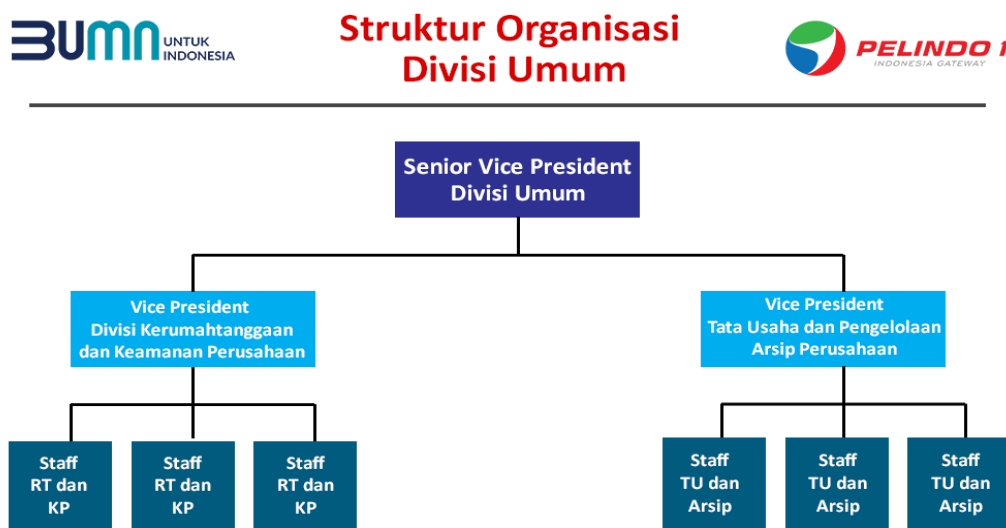 BUMN UNTUK
INDONESIA
Struktur Organisasi
Divisi Umum
PELINDO 1
INDONESIA GATEWAY
Senior Vice President
Divisi Umum
Vice President
Divisi Kerumahtanggaan
dan Keamanan Perusahaan
Vice President
Tata Usaha dan Pengelolaan
Arsip Perusahaan
Staff
RT dan
KP
Staff
RT dan
KP
Staff
RT dan
KP
Staff
TU dan
Arsip
Staff
TU dan
Arsip
Staff
TU dan
Arsip